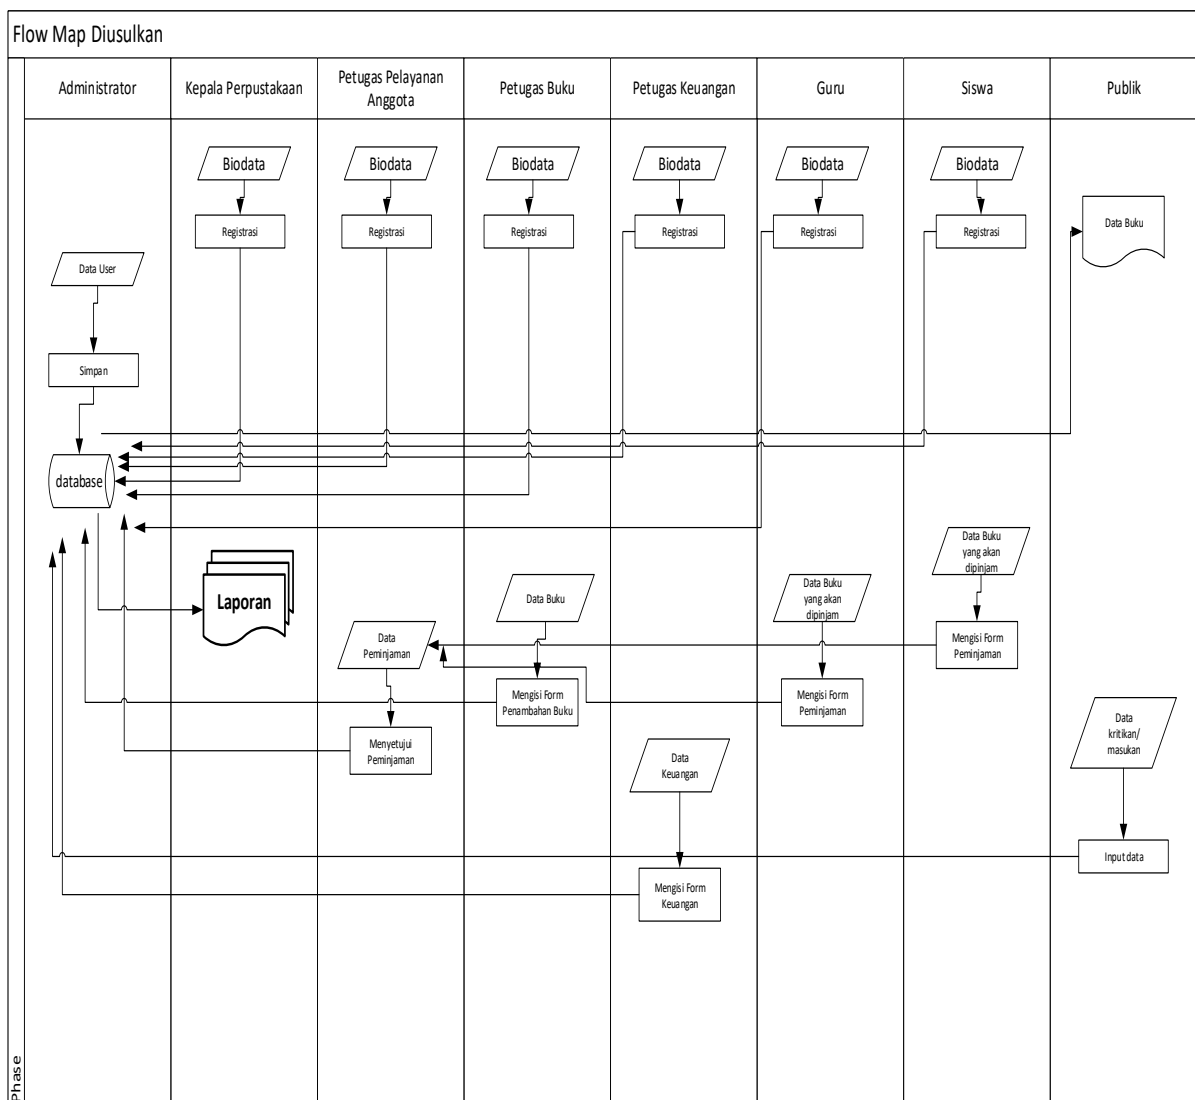 Flow Map Diusulkan
Administrator
Kepala Perpustakaan
Petugas Pelayanan
Anggota
Petugas Buku
Petugas Keuangan
Guru
Siswa
Publik
Biodata
Biodata
Biodata
Biodata
Biodata
Biodata
Registrasi
Registrasi
Registrasi
Registrasi
Registrasi
Registrasi
Data Buku
Data User
Simpan
database
Laporan
Data Buku
yang akan
dipinjam
Data Buku
Data Buku
yang akan
dipinjam
Data
Peminjaman
Mengisi Form
Peminjaman
Mengisi Form
Penambahan Buku
Mengisi Form
Peminjaman
Menyetujui
Peminjaman
Data
Keuangan
Data
kritikan/
masukan
Input data
Mengisi Form
Keuangan
Phase